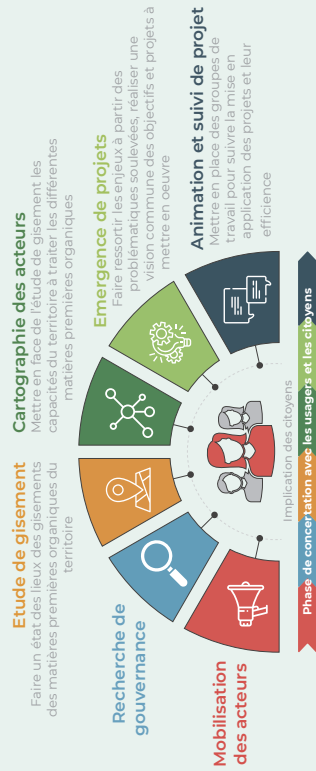 Mobilisation
des acteurs
Recherche de
gouvernance
Etude de gisement
Faire un état des lieux des gisements
des matières premières organiques du
territoire
Cartographie des acteurs
Mettre en face de l'étude de gisement les
capacités du territoire à traiter les différentes
matières premières organiques
Emergence de projets
Faire ressortir les enjeux à partir des
problématiques soulevées, réaliser une
vision commune des objectifs et projets à
mettre en oeuvre
Animation et suivi de projet
Mettre en place des groupes de
travail pour suivre la mise en
application des projets et leur
efficience
Implication des citoyens
Phase de concertation avec les usagers et les citoyens